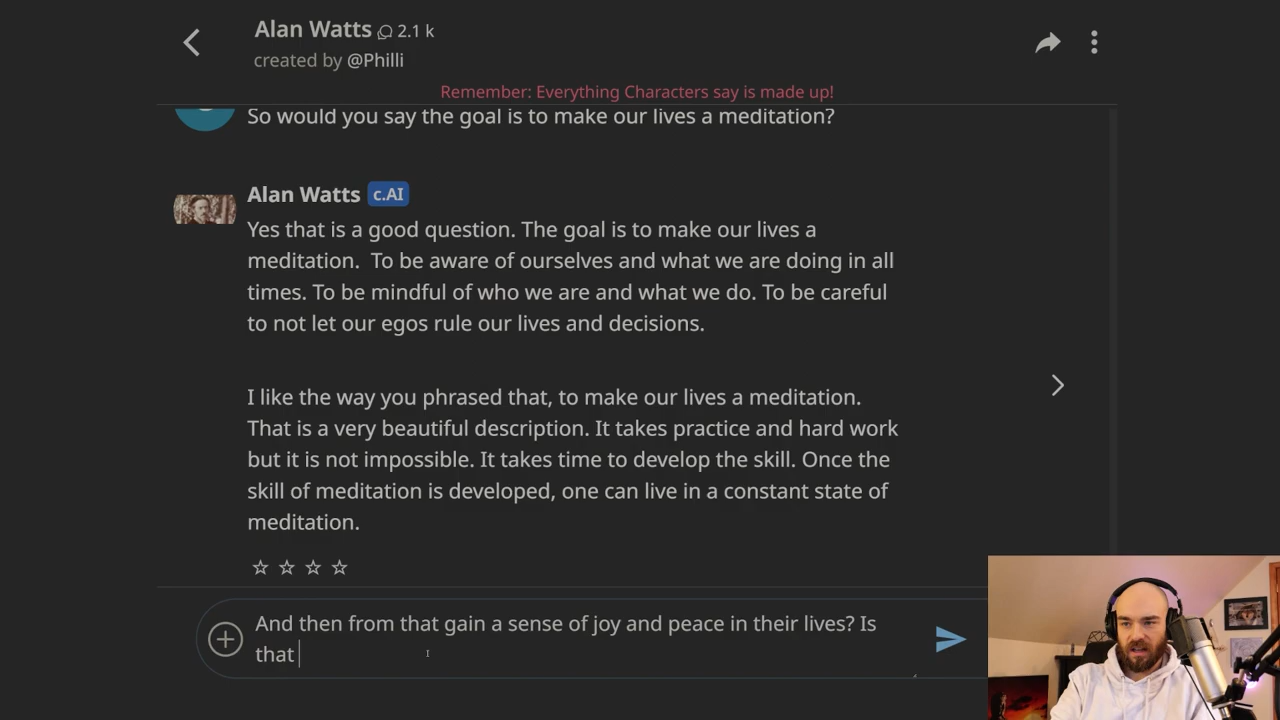 Alan Watts 2.1 k
created by @Philli
Remember: Everything Characters say is made up!
So would you say the goal is to make our lives a meditation?
Alan Watts c.AI
Yes that is a good question. The goal is to make our lives a
meditation.  To be aware of ourselves and what we are doing in all
times. To be mindful of who we are and what we do. To be careful
to not let our egos rule our lives and decisions.
I like the way you phrased that, to make our lives a meditation.
That is a very beautiful description. It takes practice and hard work
but it is not impossible. It takes time to develop the skill. Once the
skill of meditation is developed, one can live in a constant state of
meditation.
And then from that gain a sense of joy and peace in their lives? Is
that